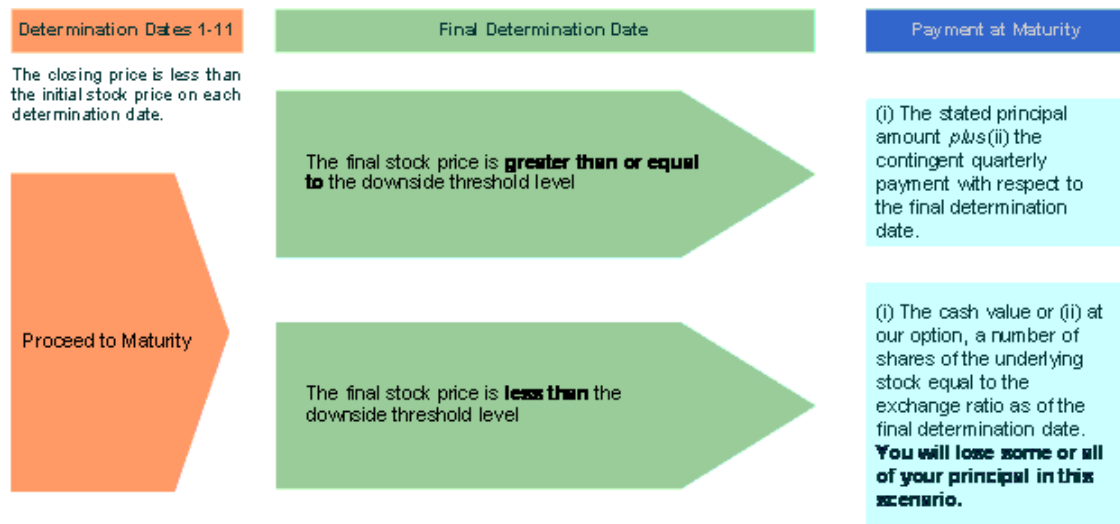 Determination Dates 1-11
Final Determination Date
Payment at Maturity
The closing price is less than
the initial stock price on each
determination date.
Proceed to Maturity
The final stock price is greater than or equal
to the downside threshold level
(i) The stated principal
amount plus (ii) the
contingent quarterly
payment with respect to
the final determination
date.
The final stock price is less than the
downside threshold level
(i) The cash value or (ii) at
our option, a number of
shares of the underlying
stock equal to the
exchange ratio as of the
final determination date.
You will lose some or all
of your principal in this
scenario.